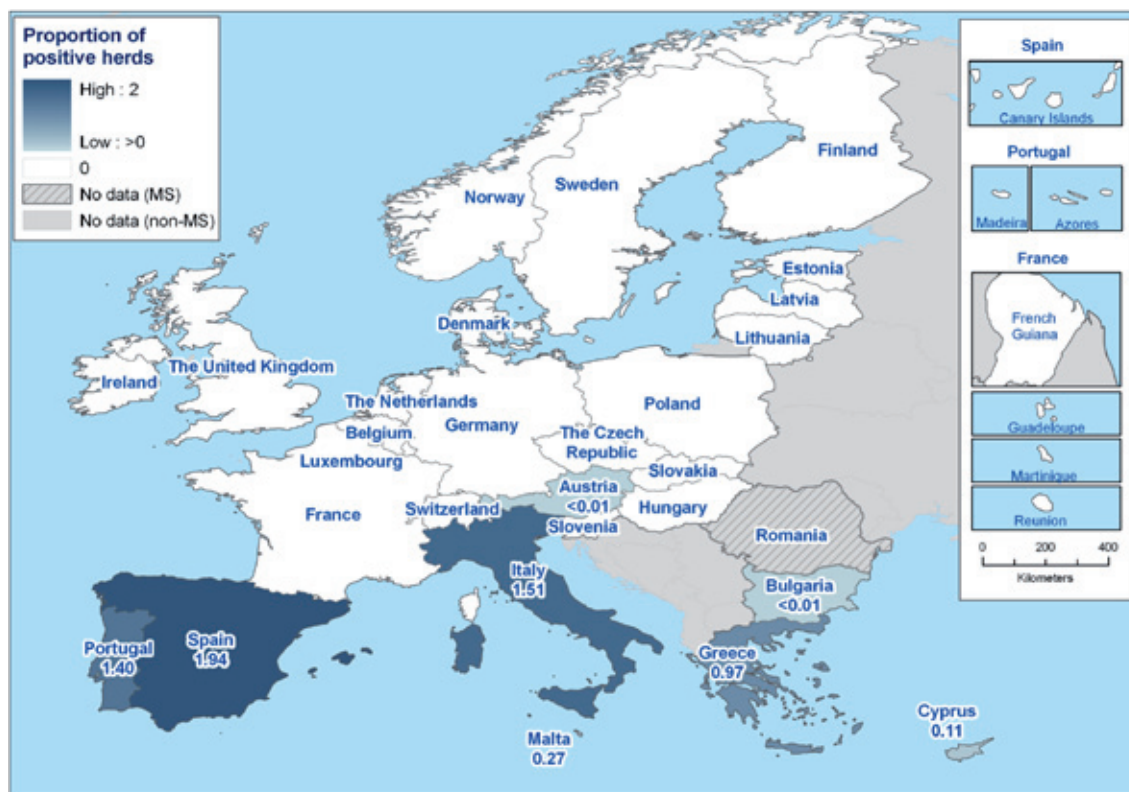 Proportion of
positive herds
High : 2
Low : >0
0
No data (MS)
No data (non-MS)
Norway
Sweden
Finland
Estonia
Latvia
Lithuania
Denmark
Ireland
The United Kingdom
The Netherlands
Belgium
Germany
Poland
Luxembourg
The Czech
Republic
Slovakia
Austria
<0.01
Hungary
France
Switzerland
Slovenia
Romania
Italy
1.51
Bulgaria
<0.01
Portugal
1.40
Spain
1.94
Greece
0.97
Malta
0.27
Cyprus
0.11
Spain
Canary Islands
Portugal
Madeira
Azores
France
French
Guiana
Guadeloupe
Martinique
Reunion
0 200 400
Kilometers